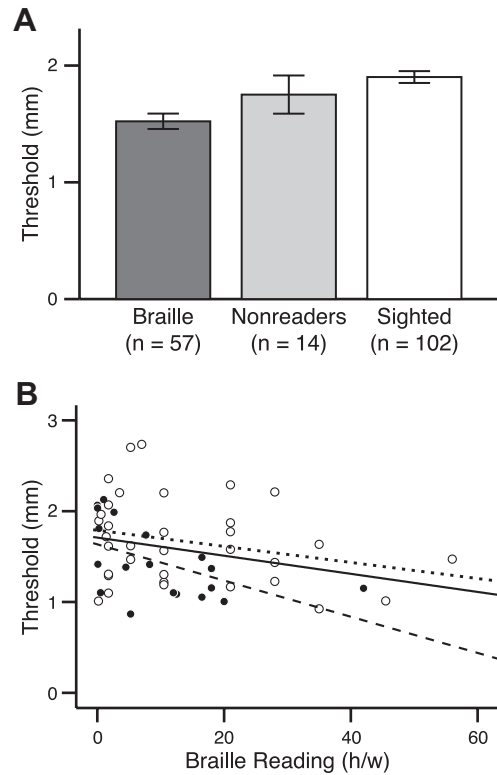 A
Threshold (mm)
2
1
0
Braille
(n = 57)
Nonreaders
(n = 14)
Sighted
(n = 102)
B
Threshold (mm)
3
2
1
0
0 20 40 60
Braille Reading (h/w)